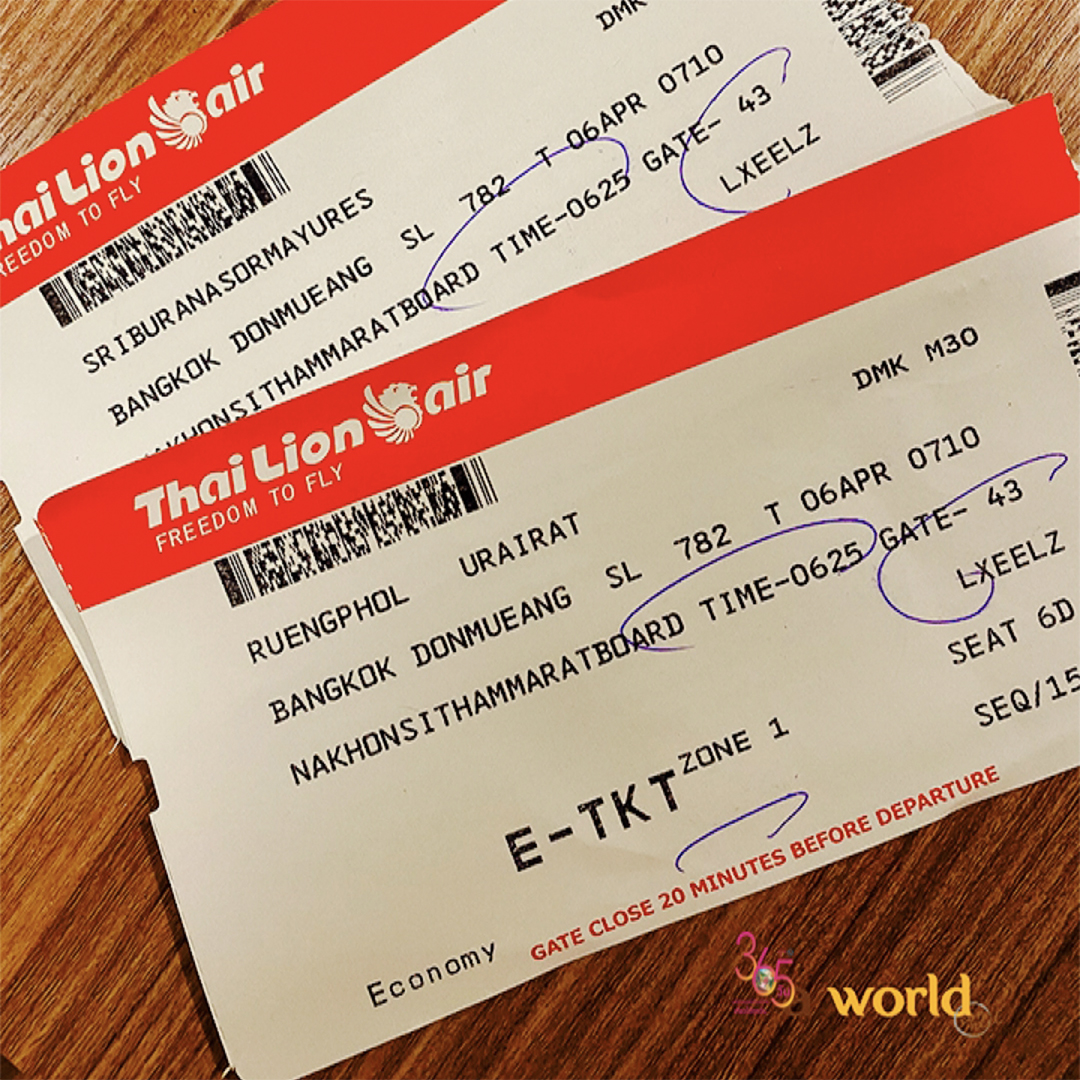 DMK
Thai Lion air
FREEDOM TO FLY
SRIBURANASORMAYURES
BANGKOK DONMUEANG SL 782 T 06APR 0710
NAKHONSITHAMMARATBOARD TIME-0625 GATE- 43
LXEELZ
Thai Lion air
FREEDOM TO FLY
DMK M30
RUENGPHOL URAIRAT
BANGKOK DONMUEANG SL 782 T 06APR 0710
NAKHONSITHAMMARATBOARD TIME-0625 GATE- 43
LXEELZ
SEAT 6D
SEQ/15
E-TKT ZONE 1
GATE CLOSE 20 MINUTES BEFORE DEPARTURE
Economy
365
world